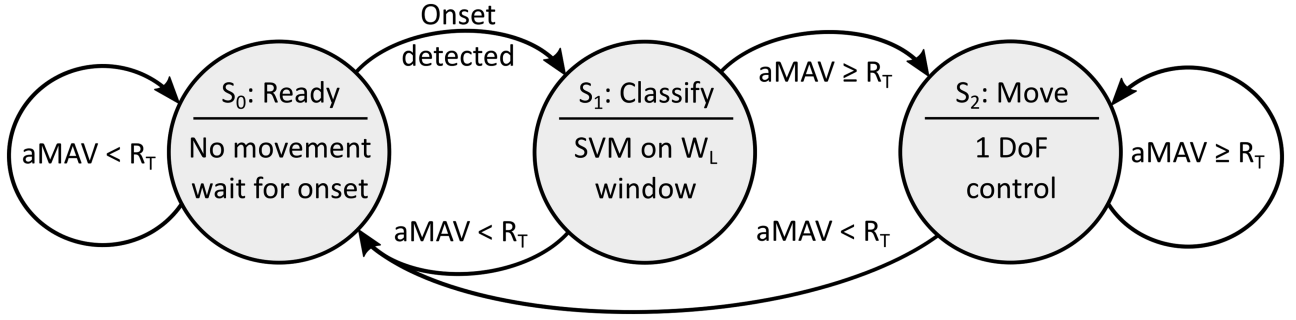 Onset
detected
aMAV < R_T
S_0: Ready
No movement
wait for onset
S_1: Classify
SVM on W_L
window
aMAV ≥ R_T
S_2: Move
1 DoF
control
aMAV ≥ R_T
aMAV < R_T
aMAV < R_T